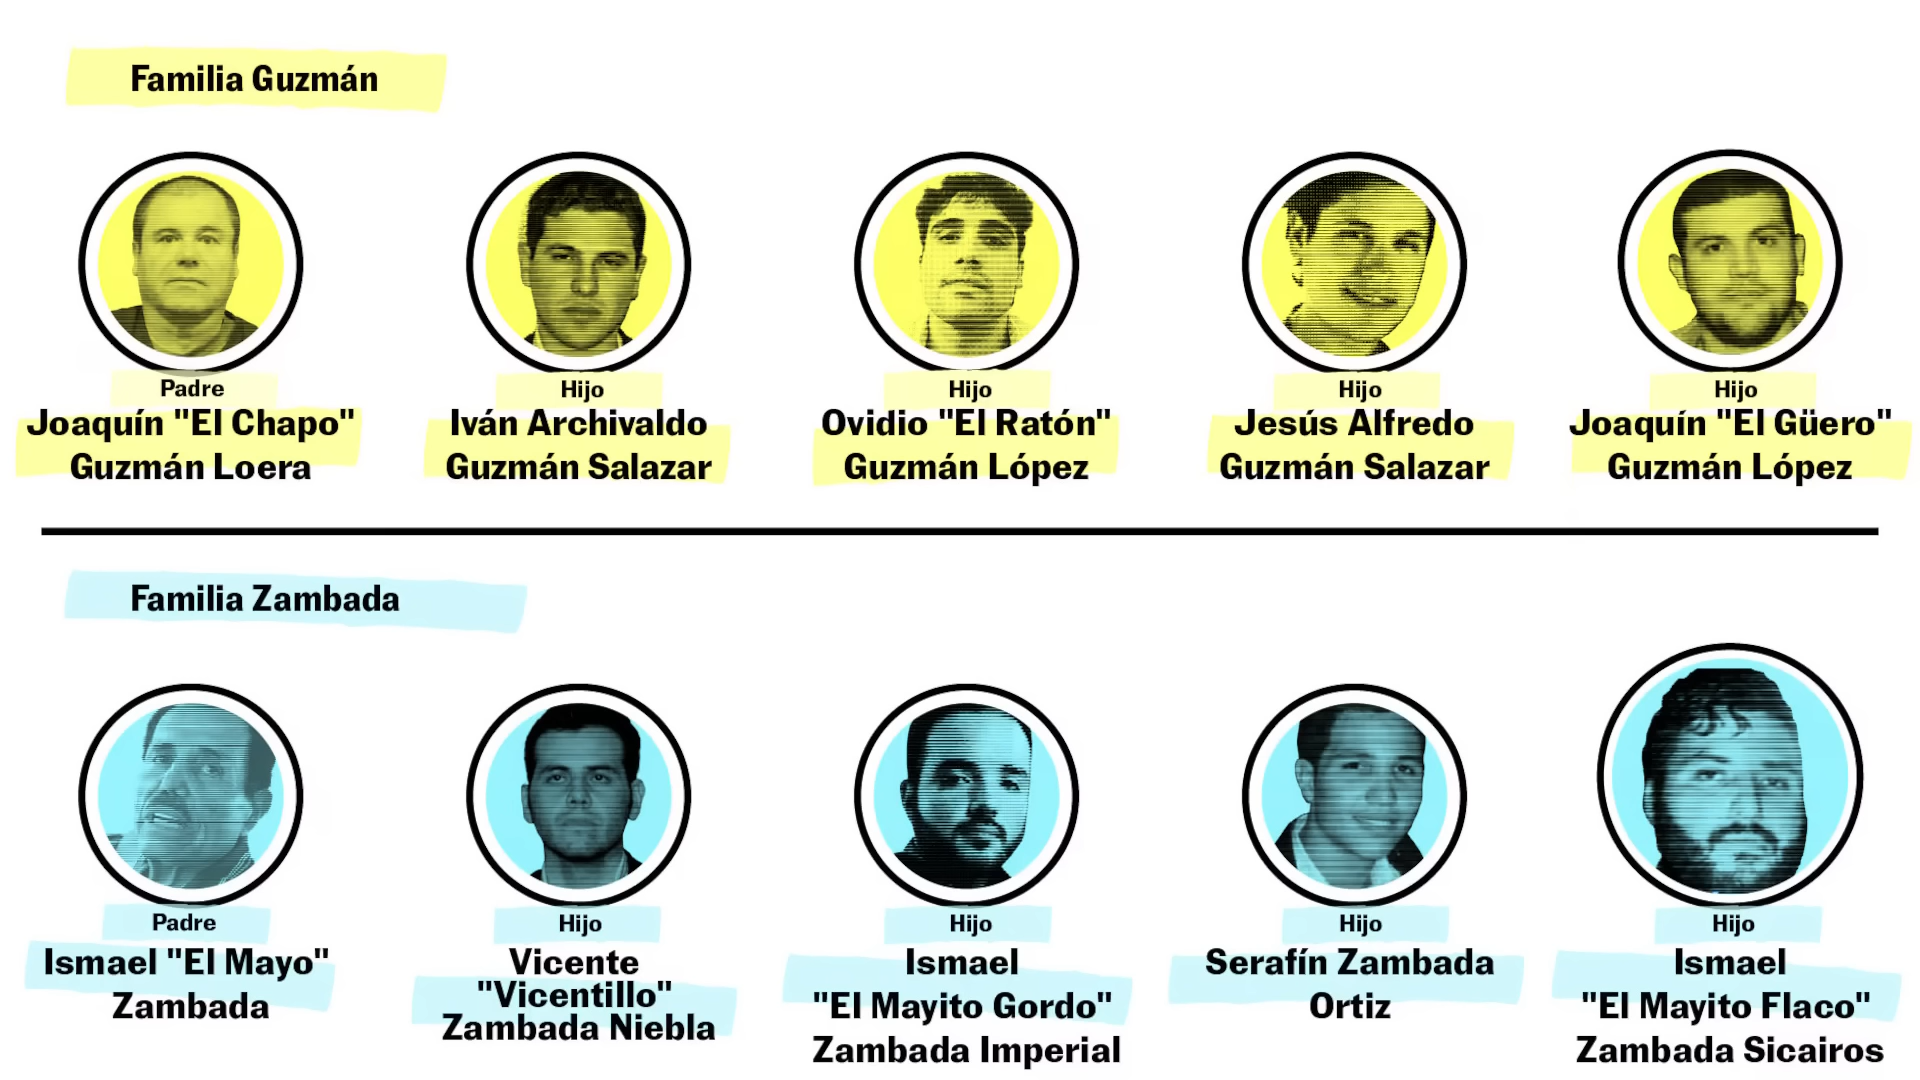 Familia Guzmán
Padre
Joaquín "El Chapo"
Guzmán Loera
Hijo
Iván Archivaldo
Guzmán Salazar
Hijo
Ovidio "El Ratón"
Guzmán López
Hijo
Jesús Alfredo
Guzmán Salazar
Hijo
Joaquín "El Güero"
Guzmán López
Familia Zambada
Padre
Ismael "El Mayo"
Zambada
Hijo
Vicente
"Vicentillo"
Zambada Niebla
Hijo
Ismael
"El Mayito Gordo"
Zambada Imperial
Hijo
Serafín Zambada
Ortiz
Hijo
Ismael
"El Mayito Flaco"
Zambada Sicairos